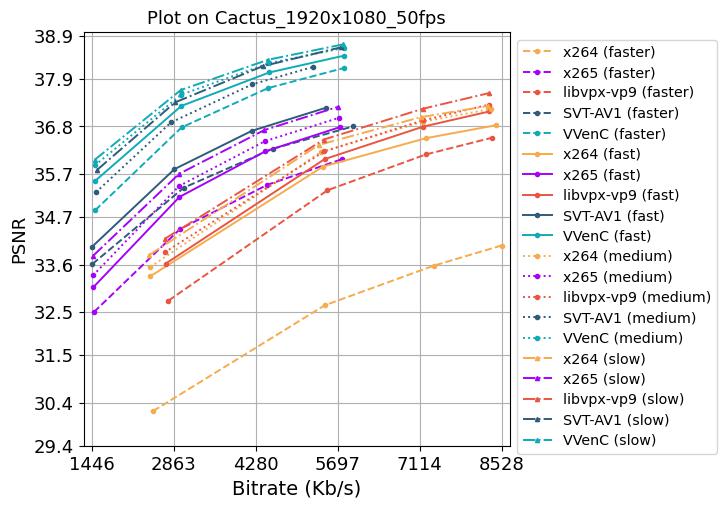 Plot on Cactus_1920x1080_50fps
38.9
37.9
36.8
35.7
34.7
33.6
32.5
31.5
30.4
29.4
PSNR
1446 2863 4280 5697 7114 8528
Bitrate (Kb/s)
x264 (faster)
x265 (faster)
libvpx-vp9 (faster)
SVT-AV1 (faster)
VVenC (faster)
x264 (fast)
x265 (fast)
libvpx-vp9 (fast)
SVT-AV1 (fast)
VVenC (fast)
x264 (medium)
x265 (medium)
libvpx-vp9 (medium)
SVT-AV1 (medium)
VVenC (medium)
x264 (slow)
x265 (slow)
libvpx-vp9 (slow)
SVT-AV1 (slow)
VVenC (slow)